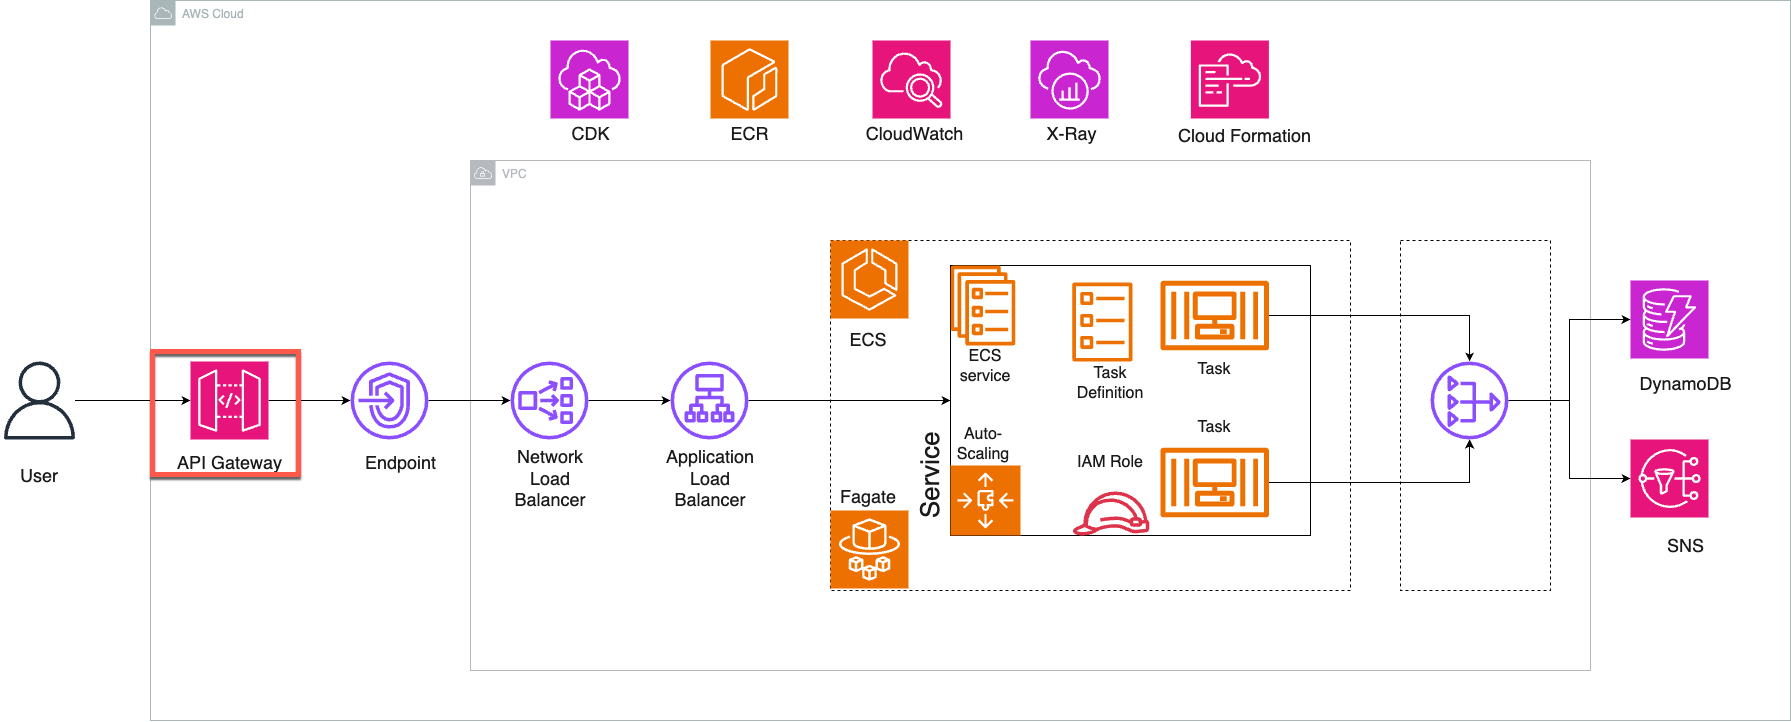 AWS Cloud
CDK
ECR
CloudWatch
X-Ray
Cloud Formation
VPC
User
API Gateway
Endpoint
Network
Load
Balancer
Application
Load
Balancer
ECS
Fagate
Service
ECS
service
Auto-
Scaling
Task
Definition
IAM Role
Task
Task
DynamoDB
SNS